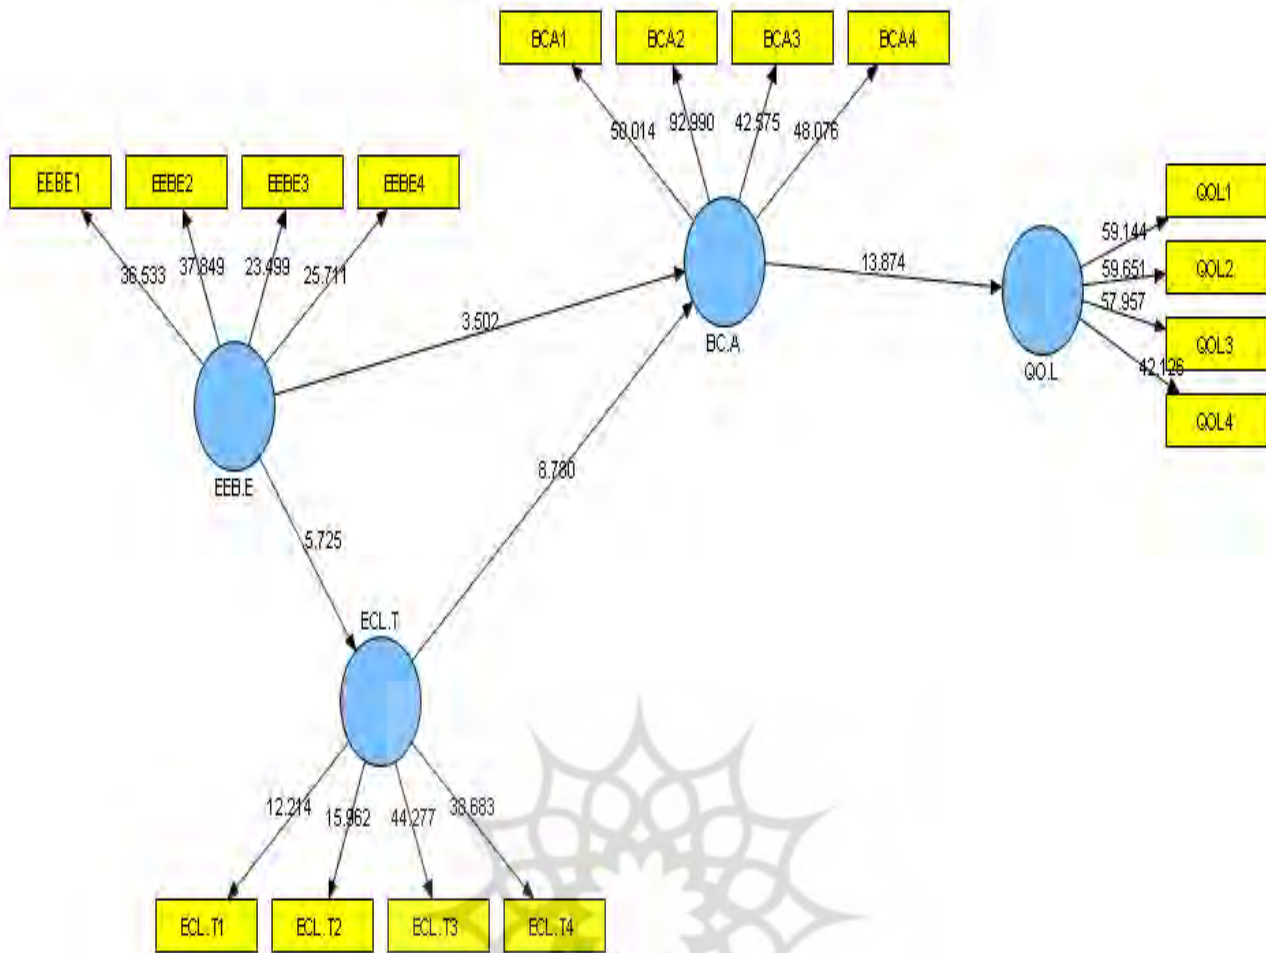 BCA1 BCA2 BCA3 BCA4
50.014 92.990 42.575 48.076
EEBE1 EEBE2 EEBE3 EEBE4
36.533 37.849 23.499 25.711
QOL1
59.144
QOL2
59.651
57.957
QOL3
42.126
QOL4
13.874
3.502
BC.A
QO.L
EEB.E
8.780
5.725
ECL.T
12.214 15.962 44.277 38.683
ECL.T1 ECL.T2 ECL.T3 ECL.T4